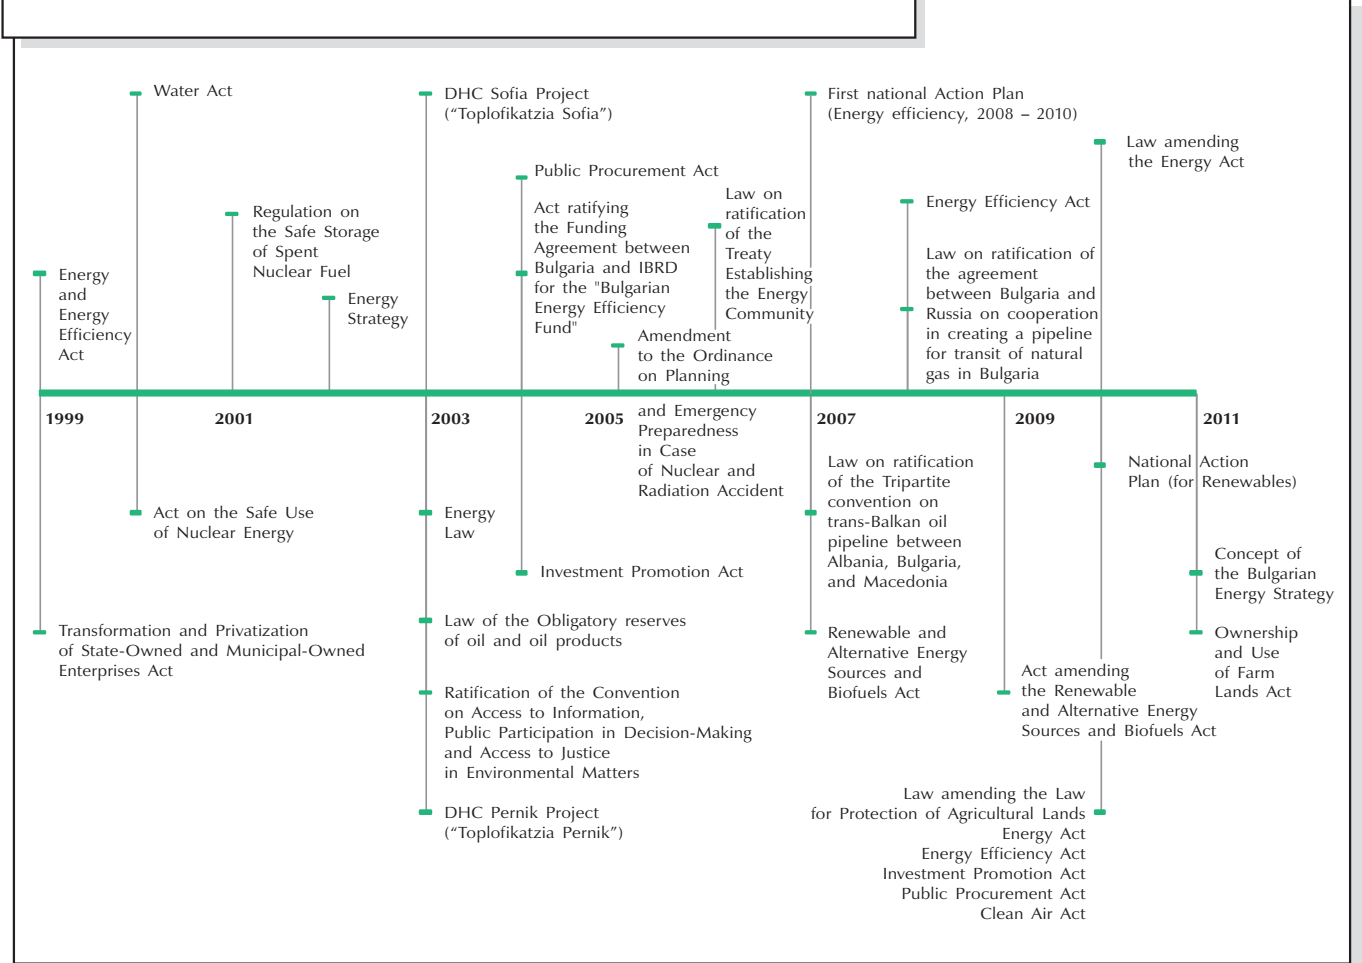 Water Act
DHC Sofia Project
(“Toplofikatzia Sofia”)
First national Action Plan
(Energy efficiency, 2008 – 2010)
Law amending
the Energy Act
Public Procurement Act
Law on
ratification
of the
Treaty
Establishing
the Energy
Community
Energy Efficiency Act
Regulation on
the Safe Storage
of Spent
Nuclear Fuel
Act ratifying
the Funding
Agreement between
Bulgaria and IBRD
for the "Bulgarian
Energy Efficiency
Fund"
Law on ratification of
the agreement
between Bulgaria and
Russia on cooperation
in creating a pipeline
for transit of natural
gas in Bulgaria
Energy
and
Energy
Efficiency
Act
Energy
Strategy
Amendment
to the Ordinance
on Planning
and Emergency
Preparedness
in Case
of Nuclear and
Radiation Accident
1999
2001
2003
2005
2007
2009
2011
Law on ratification
of the Tripartite
convention on
trans-Balkan oil
pipeline between
Albania, Bulgaria,
and Macedonia
National Action
Plan (for Renewables)
Act on the Safe Use
of Nuclear Energy
Energy
Law
Investment Promotion Act
Concept of
the Bulgarian
Energy Strategy
Transformation and Privatization
of State-Owned and Municipal-Owned
Enterprises Act
Law of the Obligatory reserves
of oil and oil products
Renewable and
Alternative Energy
Sources and
Biofuels Act
Ownership
and Use
of Farm
Lands Act
Act amending
the Renewable
and Alternative Energy
Sources and Biofuels Act
Ratification of the Convention
on Access to Information,
Public Participation in Decision-Making
and Access to Justice
in Environmental Matters
DHC Pernik Project
(“Toplofikatzia Pernik”)
Law amending the Law
for Protection of Agricultural Lands
Energy Act
Energy Efficiency Act
Investment Promotion Act
Public Procurement Act
Clean Air Act